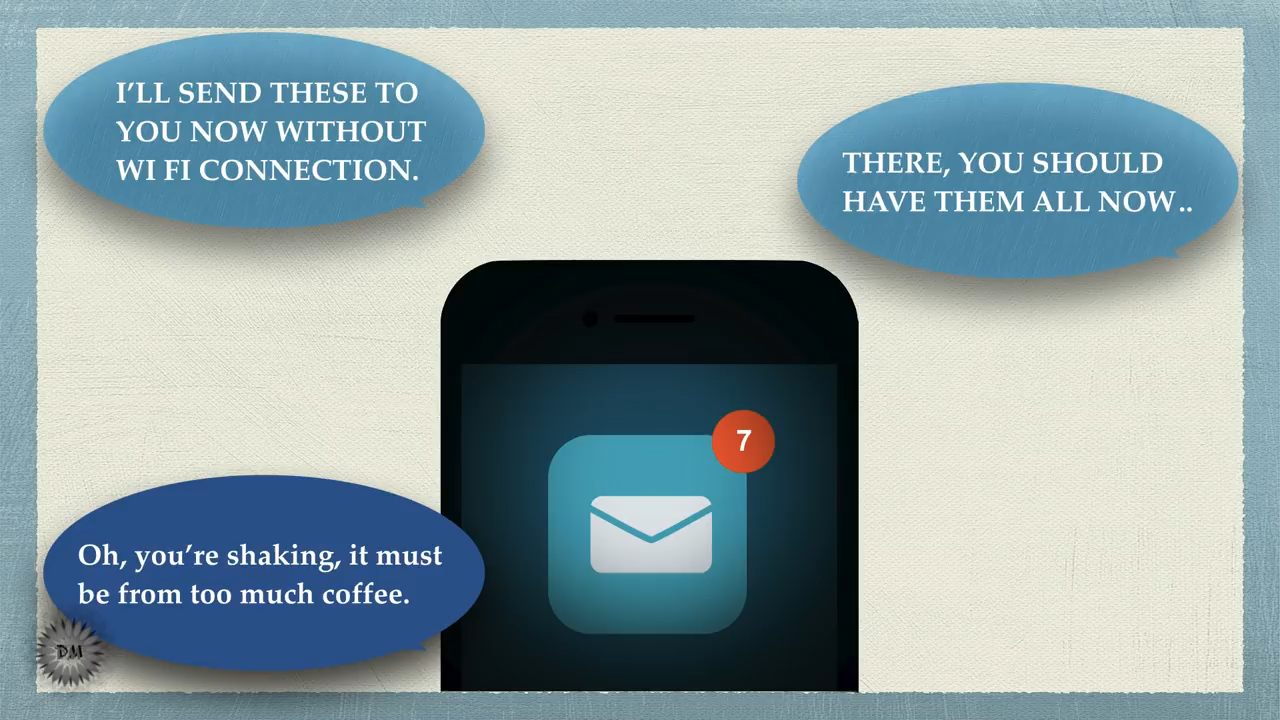 I’LL SEND THESE TO
YOU NOW WITHOUT
WI FI CONNECTION.
THERE, YOU SHOULD
HAVE THEM ALL NOW..
7
Oh, you’re shaking, it must
be from too much coffee.
DM